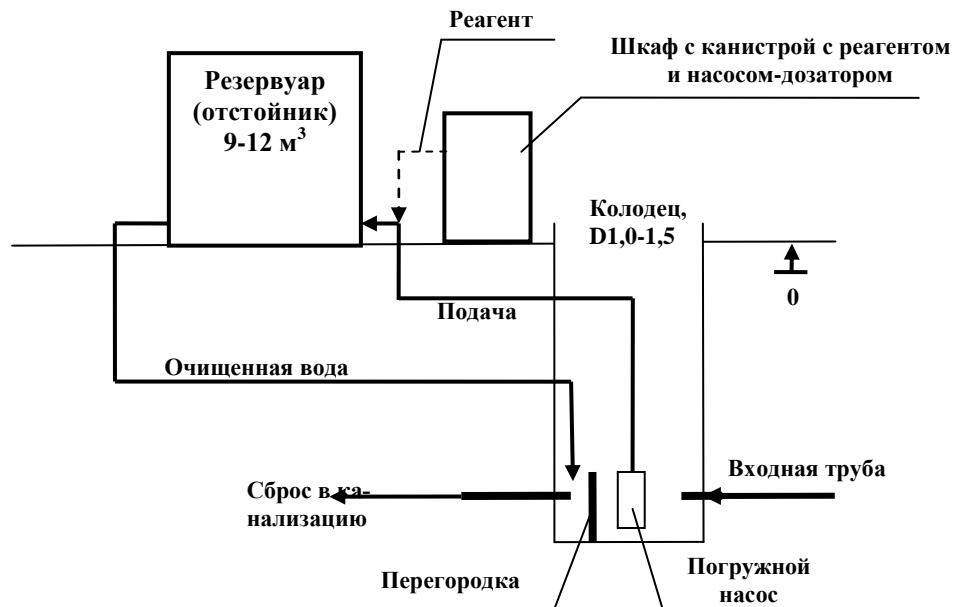 Реагент
Шкаф с канистрой с реагентом
и насосом-дозатором
Резервуар
(отстойник)
9-12 м³
Колодец,
D1,0-1,5
0
Подача
Очищенная вода
Входная труба
Сброс в ка-
нализацию
Перегородка
Погружной
насос